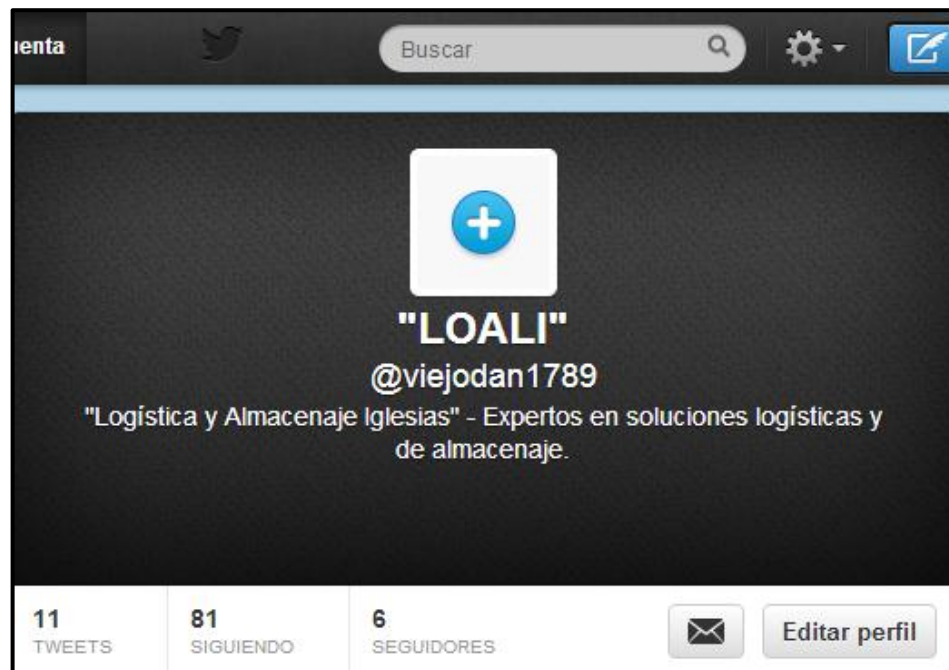 uenta
Buscar
"LOALI"
@viejodan1789
"Logística y Almacenaje Iglesias" - Expertos en soluciones logísticas y
de almacenaje.
11 81 6
TWEETS SIGUIENDO SEGUIDORES Editar perfil